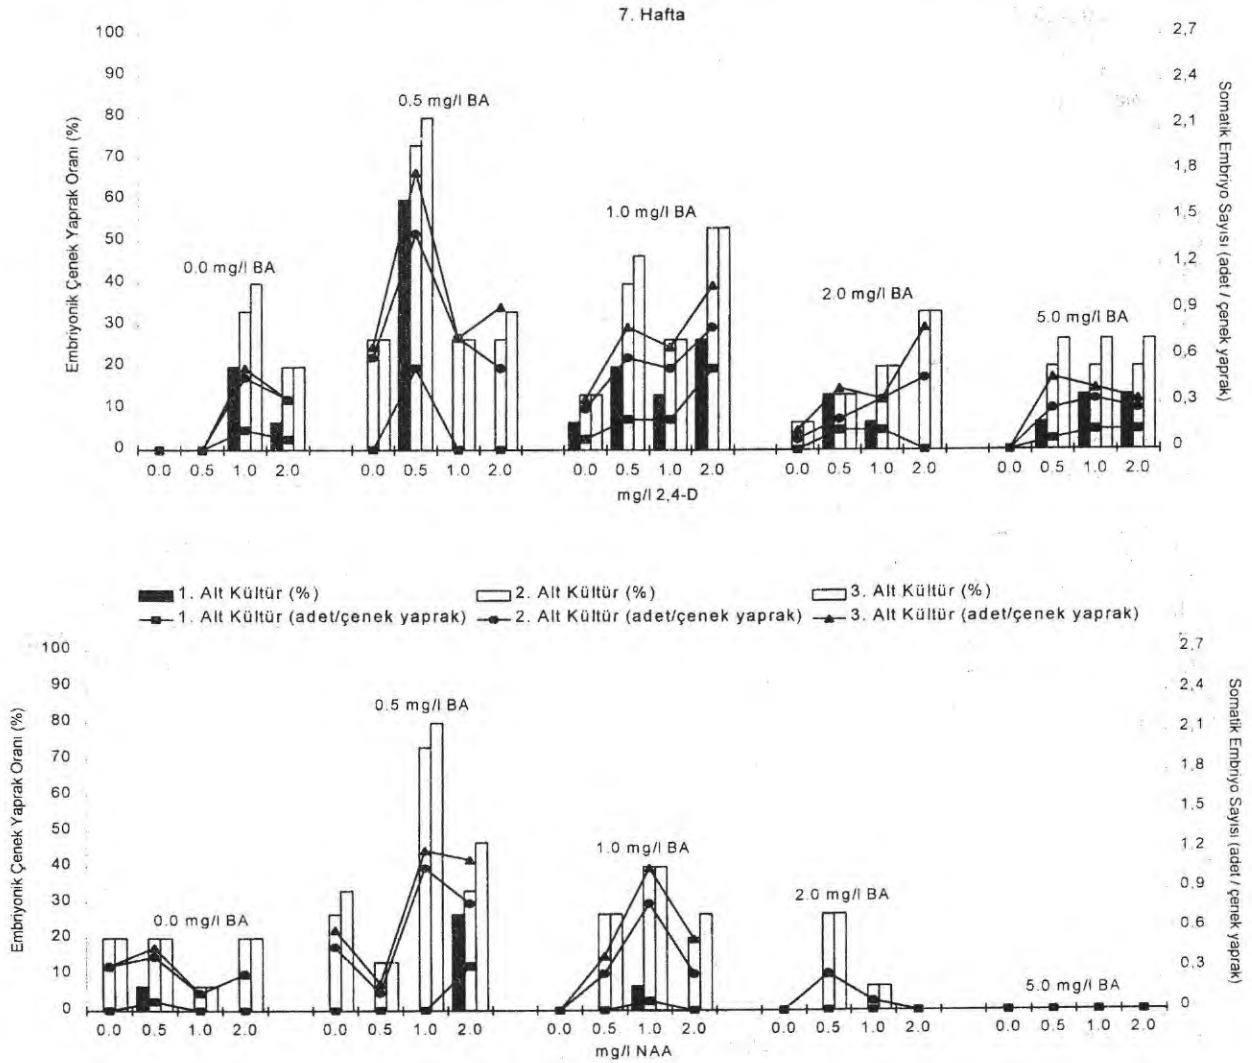 7. Hafta
100
90
80
70
60
50
40
30
20
10
0
Embriyonik Çenek Yaprak Oranı (%)
2,7
2,4
2,1
1,8
1,5
1,2
0,9
0,6
0,3
0
Somatik Embriyo Sayısı (adet / çenek yaprak)
0.0 mg/l BA
0.5 mg/l BA
1.0 mg/l BA
2.0 mg/l BA
5.0 mg/l BA
0.0 0.5 1.0 2.0 0.0 0.5 1.0 2.0 0.0 0.5 1.0 2.0 0.0 0.5 1.0 2.0 0.0 0.5 1.0 2.0
mg/l 2,4-D
1. Alt Kültür (%) 2. Alt Kültür (%) 3. Alt Kültür (%)
1. Alt Kültür (adet/çenek yaprak) 2. Alt Kültür (adet/çenek yaprak) 3. Alt Kültür (adet/çenek yaprak)
100
90
80
70
60
50
40
30
20
10
0
Embriyonik Çenek Yaprak Oranı (%)
2,7
2,4
2,1
1,8
1,5
1,2
0,9
0,6
0,3
0
Somatik Embriyo Sayısı (adet / çenek yaprak)
0.0 mg/l BA
0.5 mg/l BA
1.0 mg/l BA
2.0 mg/l BA
5.0 mg/l BA
0.0 0.5 1.0 2.0 0.0 0.5 1.0 2.0 0.0 0.5 1.0 2.0 0.0 0.5 1.0 2.0 0.0 0.5 1.0 2.0
mg/l NAA